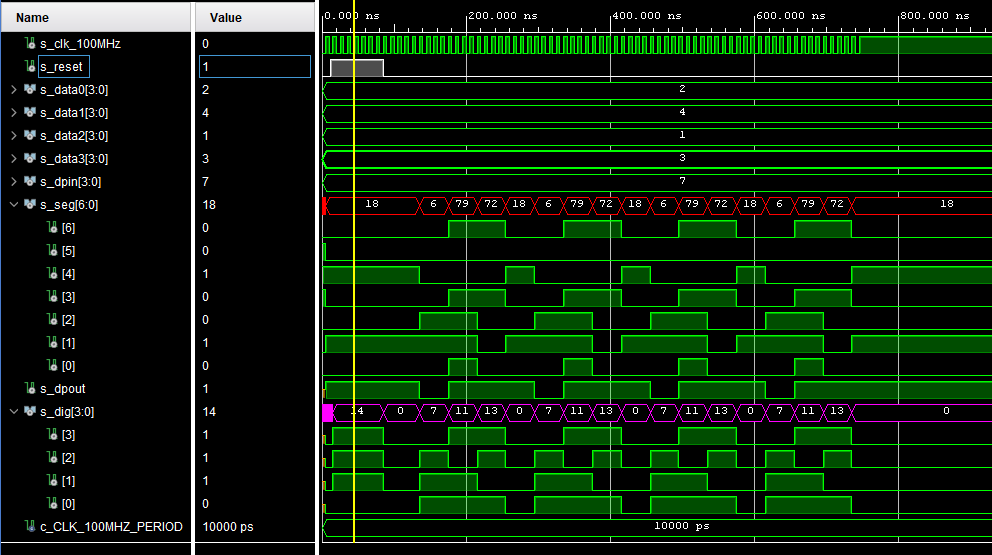 Name Value 0.000 ns 200.000 ns 400.000 ns 600.000 ns 800.000 ns
s_clk_100MHz 0
s_reset 1
s_data0[3:0] 2 2
s_data1[3:0] 4 4
s_data2[3:0] 1 1
s_data3[3:0] 3 3
s_dpin[3:0] 7 7
s_seg[6:0] 18 18 6 79 72 18 6 79 72 18 6 79 72 18 6 79 72 18
[6] 0
[5] 0
[4] 1
[3] 0
[2] 0
[1] 1
[0] 0
s_dpout 1
s_dig[3:0] 14 14 0 7 11 13 0 7 11 13 0 7 11 13 0 7 11 13 0
[3] 1
[2] 1
[1] 1
[0] 0
c_CLK_100MHZ_PERIOD 10000 ps 10000 ps